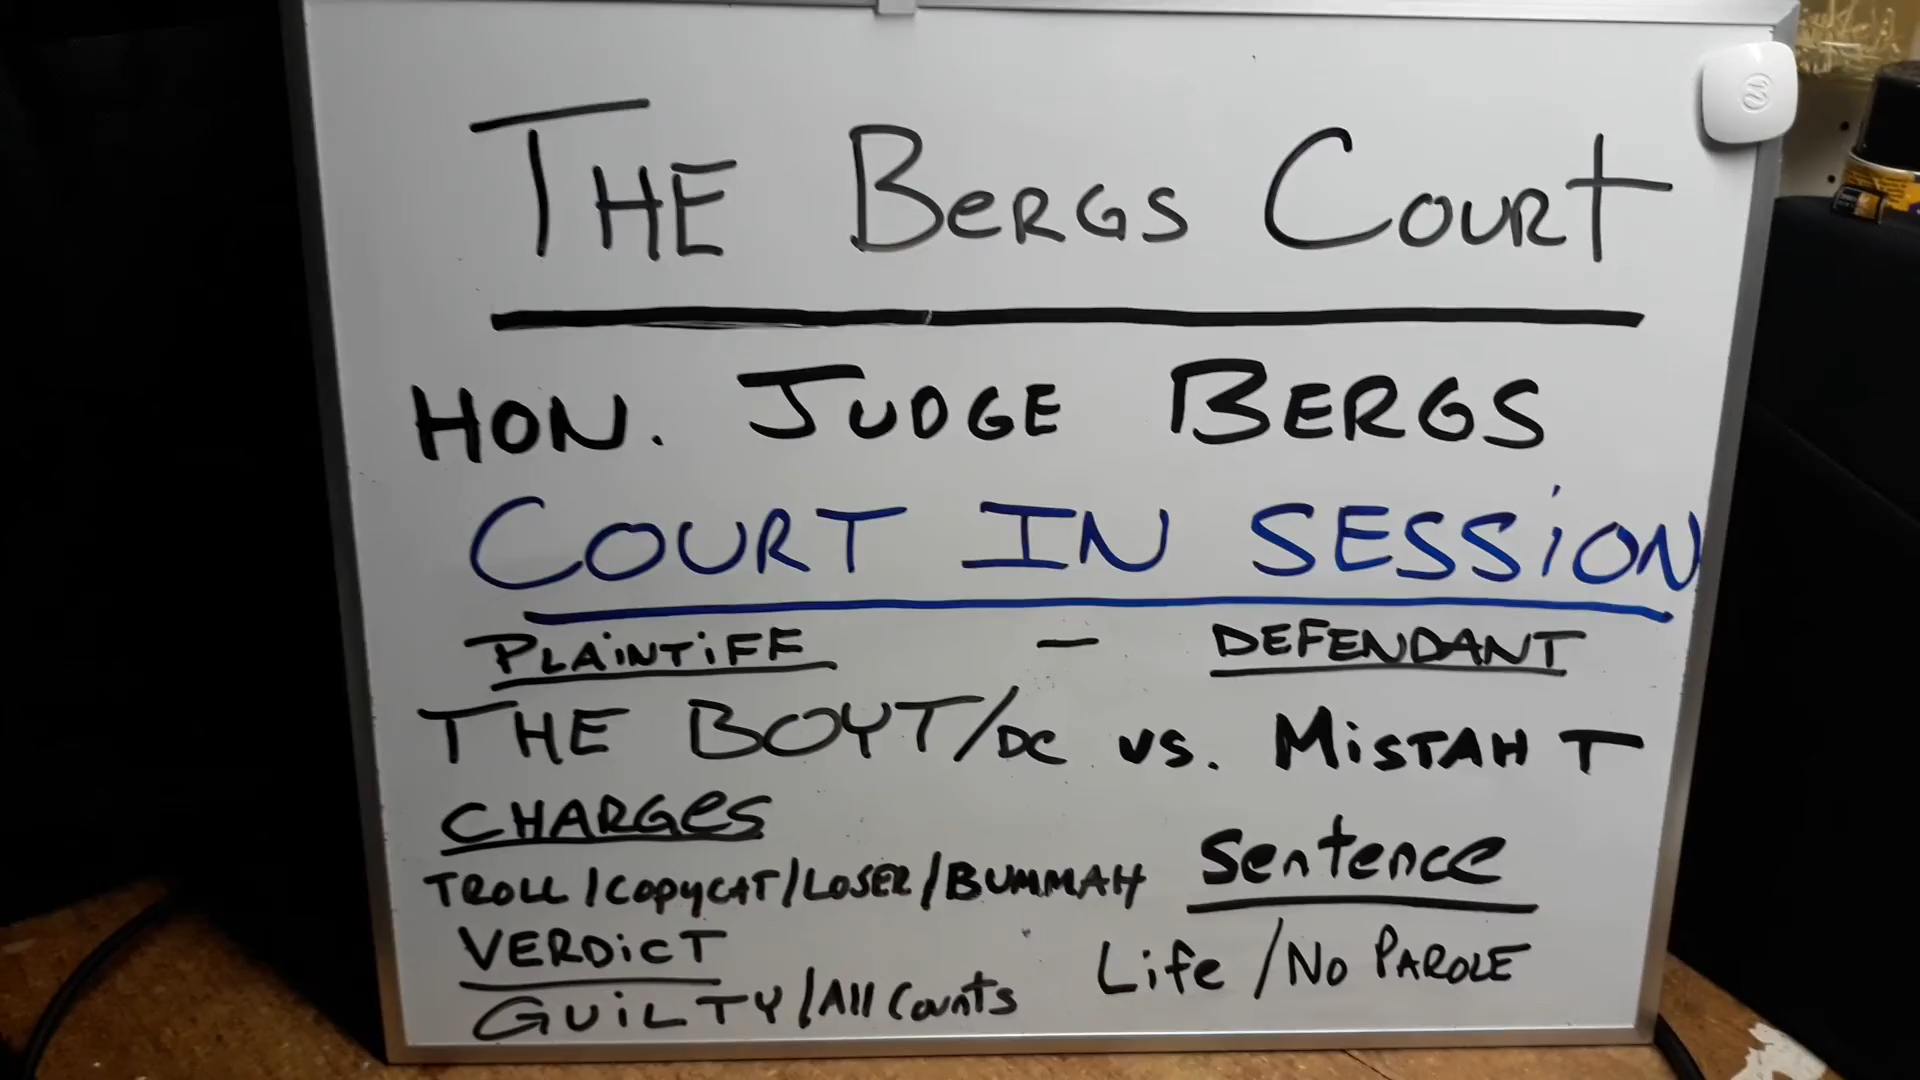 THE BERGS COURT
HON. JUDGE BERGS
COURT IN SESSION
PLAINTIFF - DEFENDANT
THE BOYT/DC VS. MISTAH T
CHARGES
TROLL/COPYCAT/LOSER/BUMMAH
Sentence
VERDICT
Life/No PAROLE
GUILTY/All Counts